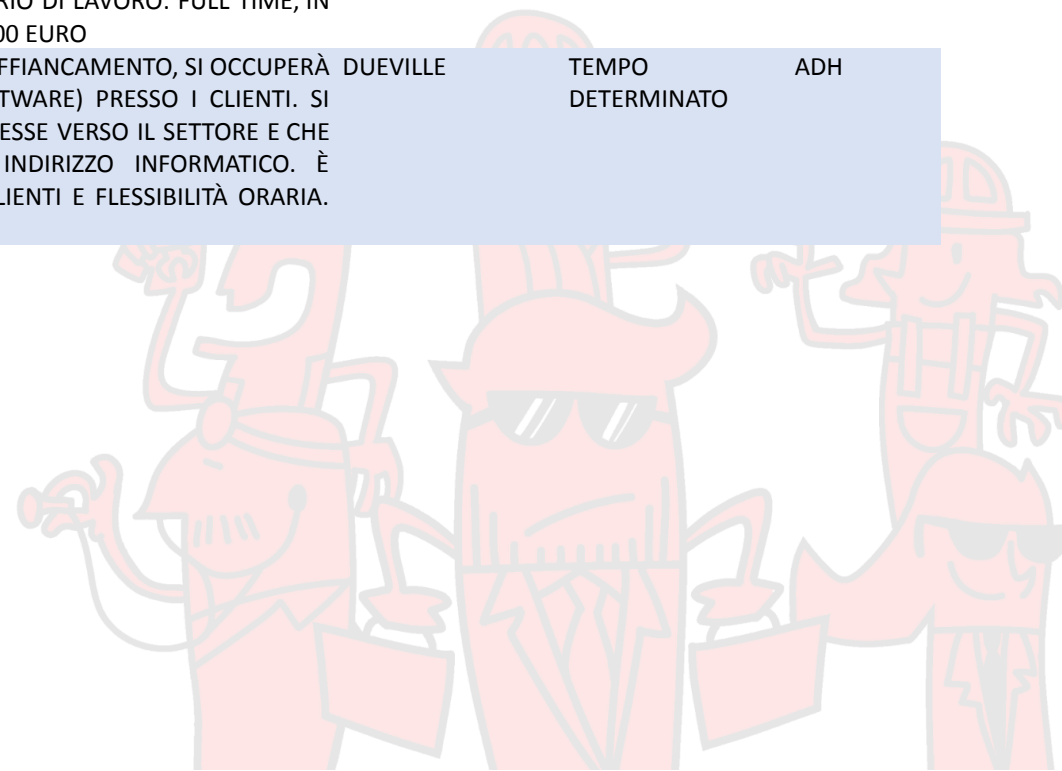 RIO DI LAVORO: FULL TIME, IN
00 EURO
FFIANCAMENTO, SI OCCUPERÀ DUEVILLE TEMPO ADH
TWARE) PRESSO I CLIENTI. SI DETERMINATO
ESSE VERSO IL SETTORE E CHE
INDIRIZZO INFORMATICO. È
LIENTI E FLESSIBILITÀ ORARIA.